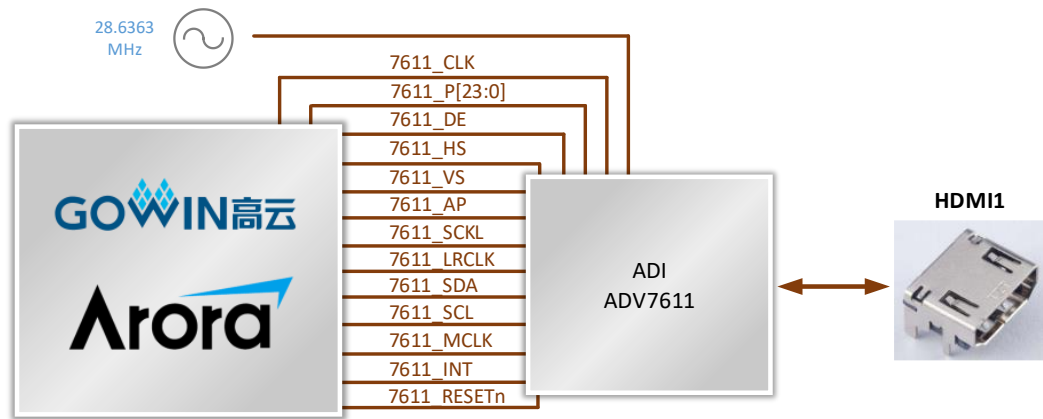 28.6363
MHz
7611_CLK
7611_P[23:0]
7611_DE
7611_HS
7611_VS
7611_AP
7611_SCKL
7611_LRCLK
7611_SDA
7611_SCL
7611_MCLK
7611_INT
7611_RESETn
GOWIN高云
Arora
ADI
ADV7611
HDMI1